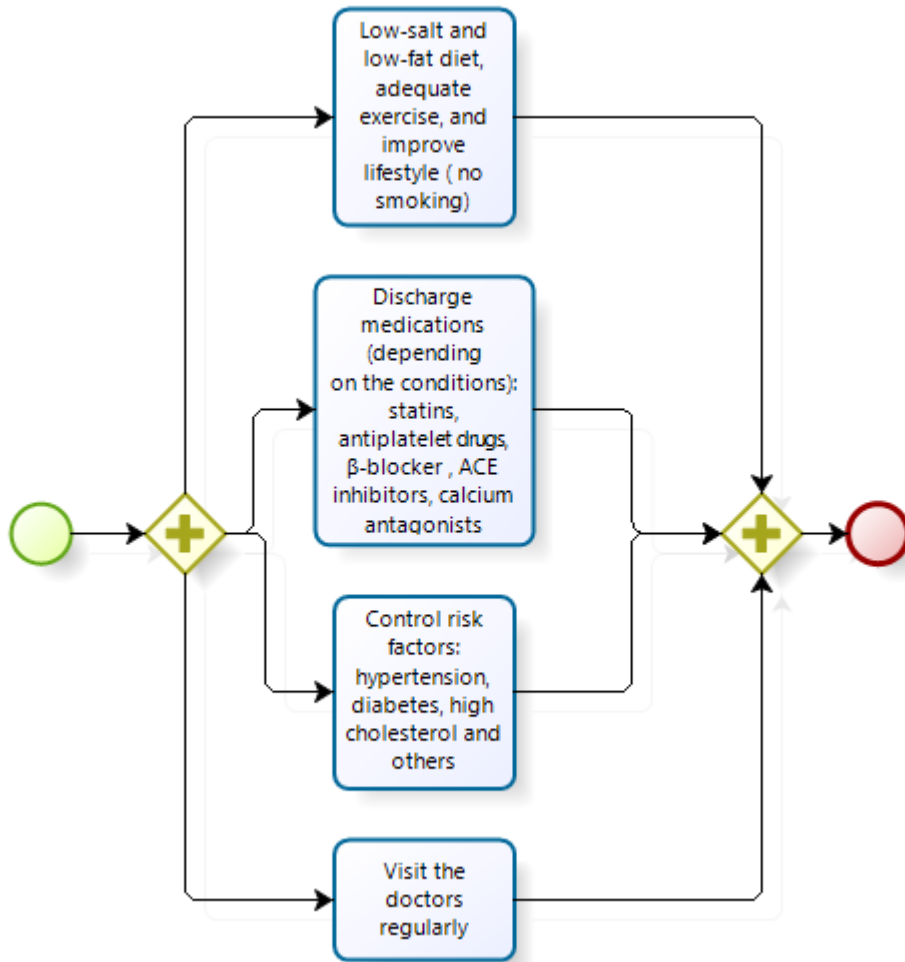 Low-salt and
low-fat diet,
adequate
exercise, and
improve
lifestyle ( no
smoking)
Discharge
medications
(depending
on the conditions):
statins,
antiplatelet drugs,
β-blocker , ACE
inhibitors, calcium
antagonists
Control risk
factors:
hypertension,
diabetes, high
cholesterol and
others
Visit the
doctors
regularly